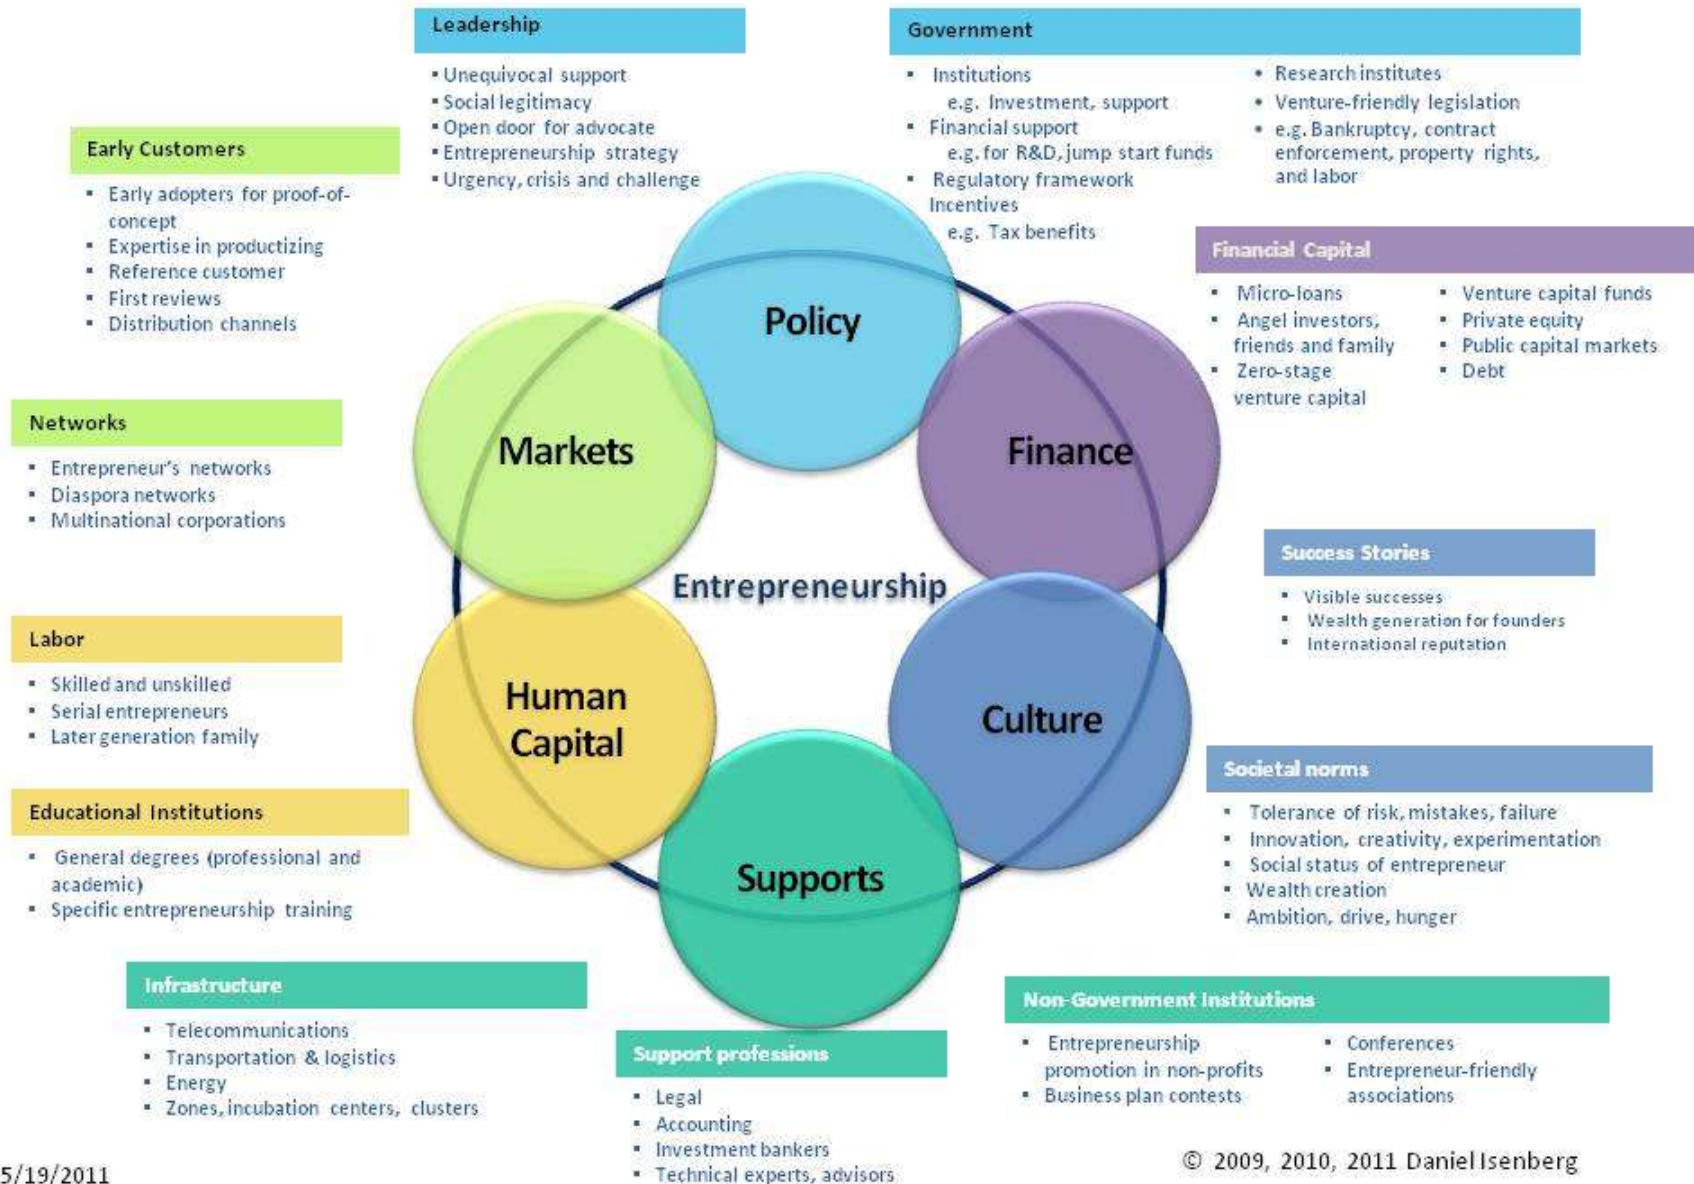 Leadership
▪ Unequivocal support
▪ Social legitimacy
▪ Open door for advocate
▪ Entrepreneurship strategy
▪ Urgency, crisis and challenge
Government
▪ Institutions
e.g. Investment, support
▪ Financial support
e.g. for R&D, jump start funds
▪ Regulatory framework
Incentives
e.g. Tax benefits
• Research institutes
• Venture-friendly legislation
• e.g. Bankruptcy, contract
enforcement, property rights,
and labor
Early Customers
▪ Early adopters for proof-of-
concept
▪ Expertise in productizing
▪ Reference customer
▪ First reviews
▪ Distribution channels
Financial Capital
▪ Micro-loans
▪ Angel investors,
friends and family
▪ Zero-stage
venture capital
▪ Venture capital funds
▪ Private equity
▪ Public capital markets
▪ Debt
Policy
Markets
Finance
Networks
▪ Entrepreneur's networks
▪ Diaspora networks
▪ Multinational corporations
Entrepreneurship
Success Stories
▪ Visible successes
▪ Wealth generation for founders
▪ International reputation
Labor
▪ Skilled and unskilled
▪ Serial entrepreneurs
▪ Later generation family
Human
Capital
Culture
Societal norms
▪ Tolerance of risk, mistakes, failure
▪ Innovation, creativity, experimentation
▪ Social status of entrepreneur
▪ Wealth creation
▪ Ambition, drive, hunger
Educational Institutions
▪ General degrees (professional and
academic)
▪ Specific entrepreneurship training
Supports
Infrastructure
▪ Telecommunications
▪ Transportation & logistics
▪ Energy
▪ Zones, incubation centers, clusters
Support professions
▪ Legal
▪ Accounting
▪ Investment bankers
▪ Technical experts, advisors
Non-Government Institutions
▪ Entrepreneurship
promotion in non-profits
▪ Business plan contests
▪ Conferences
▪ Entrepreneur-friendly
associations
5/19/2011
© 2009, 2010, 2011 Daniel Isenberg